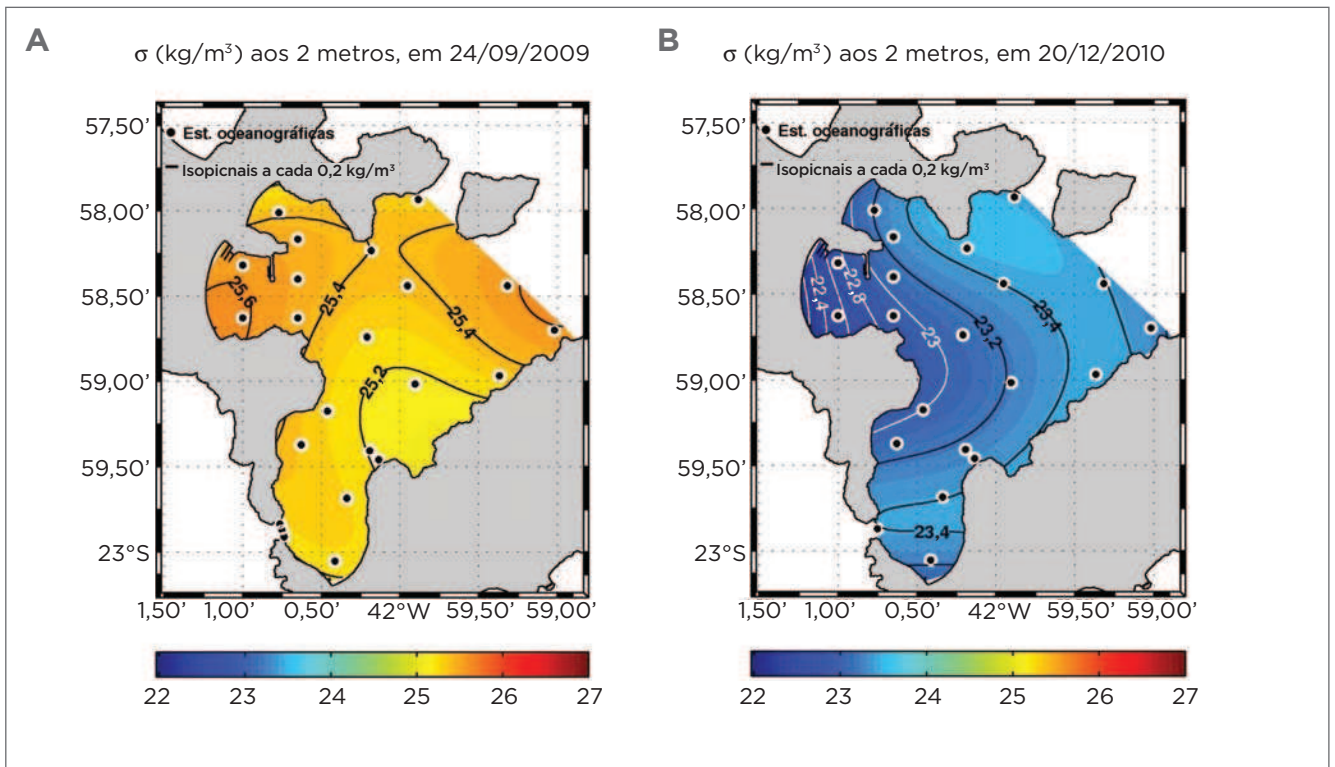 A
σ (kg/m³) aos 2 metros, em 24/09/2009
57,50'
58,00'
58,50'
59,00'
59,50'
23°S
Est. oceanográficas
Isopicnais a cada 0,2 kg/m³
25,6
25,4
25,4
25,2
1,50' 1,00' 0,50' 42°W 59,50' 59,00'
22 23 24 25 26 27
B
σ (kg/m³) aos 2 metros, em 20/12/2010
57,50'
58,00'
58,50'
59,00'
59,50'
23°S
Est. oceanográficas
Isopicnais a cada 0,2 kg/m³
22,4
22,8
23
23,2
23,4
23,4
1,50' 1,00' 0,50' 42°W 59,50' 59,00'
22 23 24 25 26 27